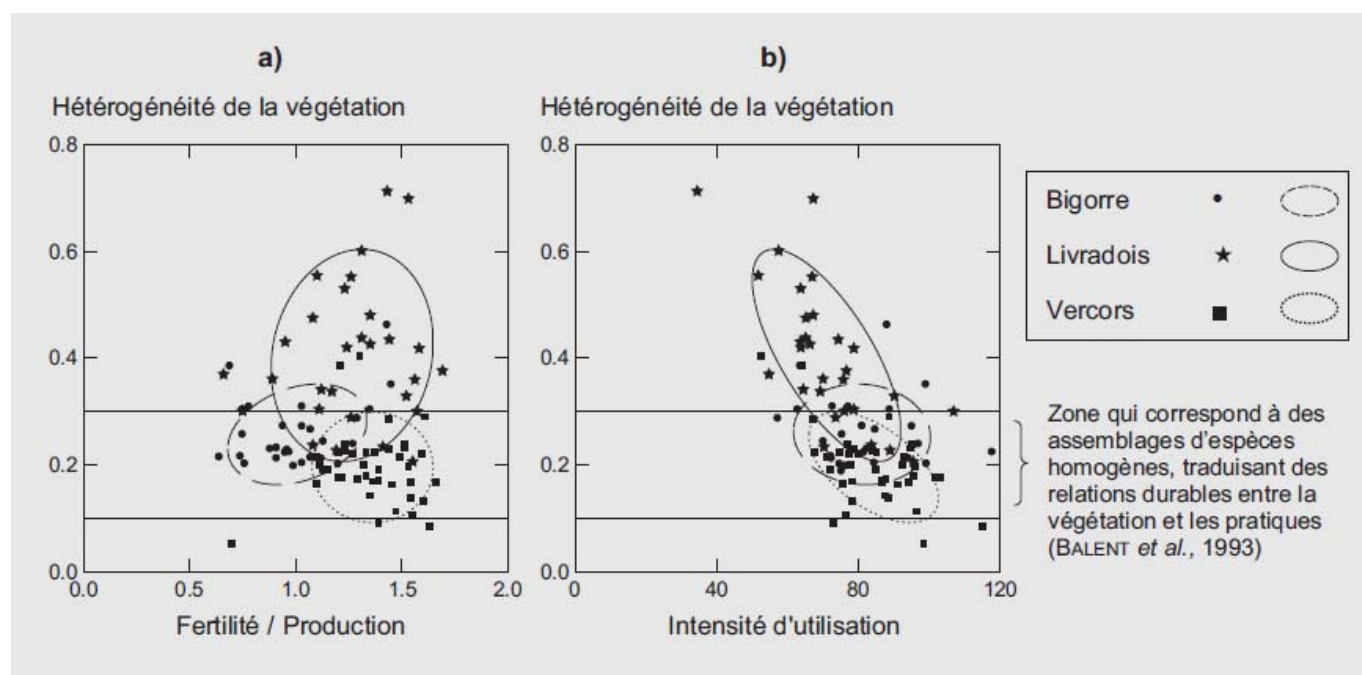 a)
Hétérogénéité de la végétation
0.8
0.6
0.4
0.2
0.0
0.0 0.5 1.0 1.5 2.0
Fertilité / Production
b)
Hétérogénéité de la végétation
0.8
0.6
0.4
0.2
0.0
0 40 80 120
Intensité d'utilisation
Bigorre
Livradois
Vercors
Zone qui correspond à des
assemblages d'espèces
homogènes, traduisant des
relations durables entre la
végétation et les pratiques
(BALENT et al., 1993)